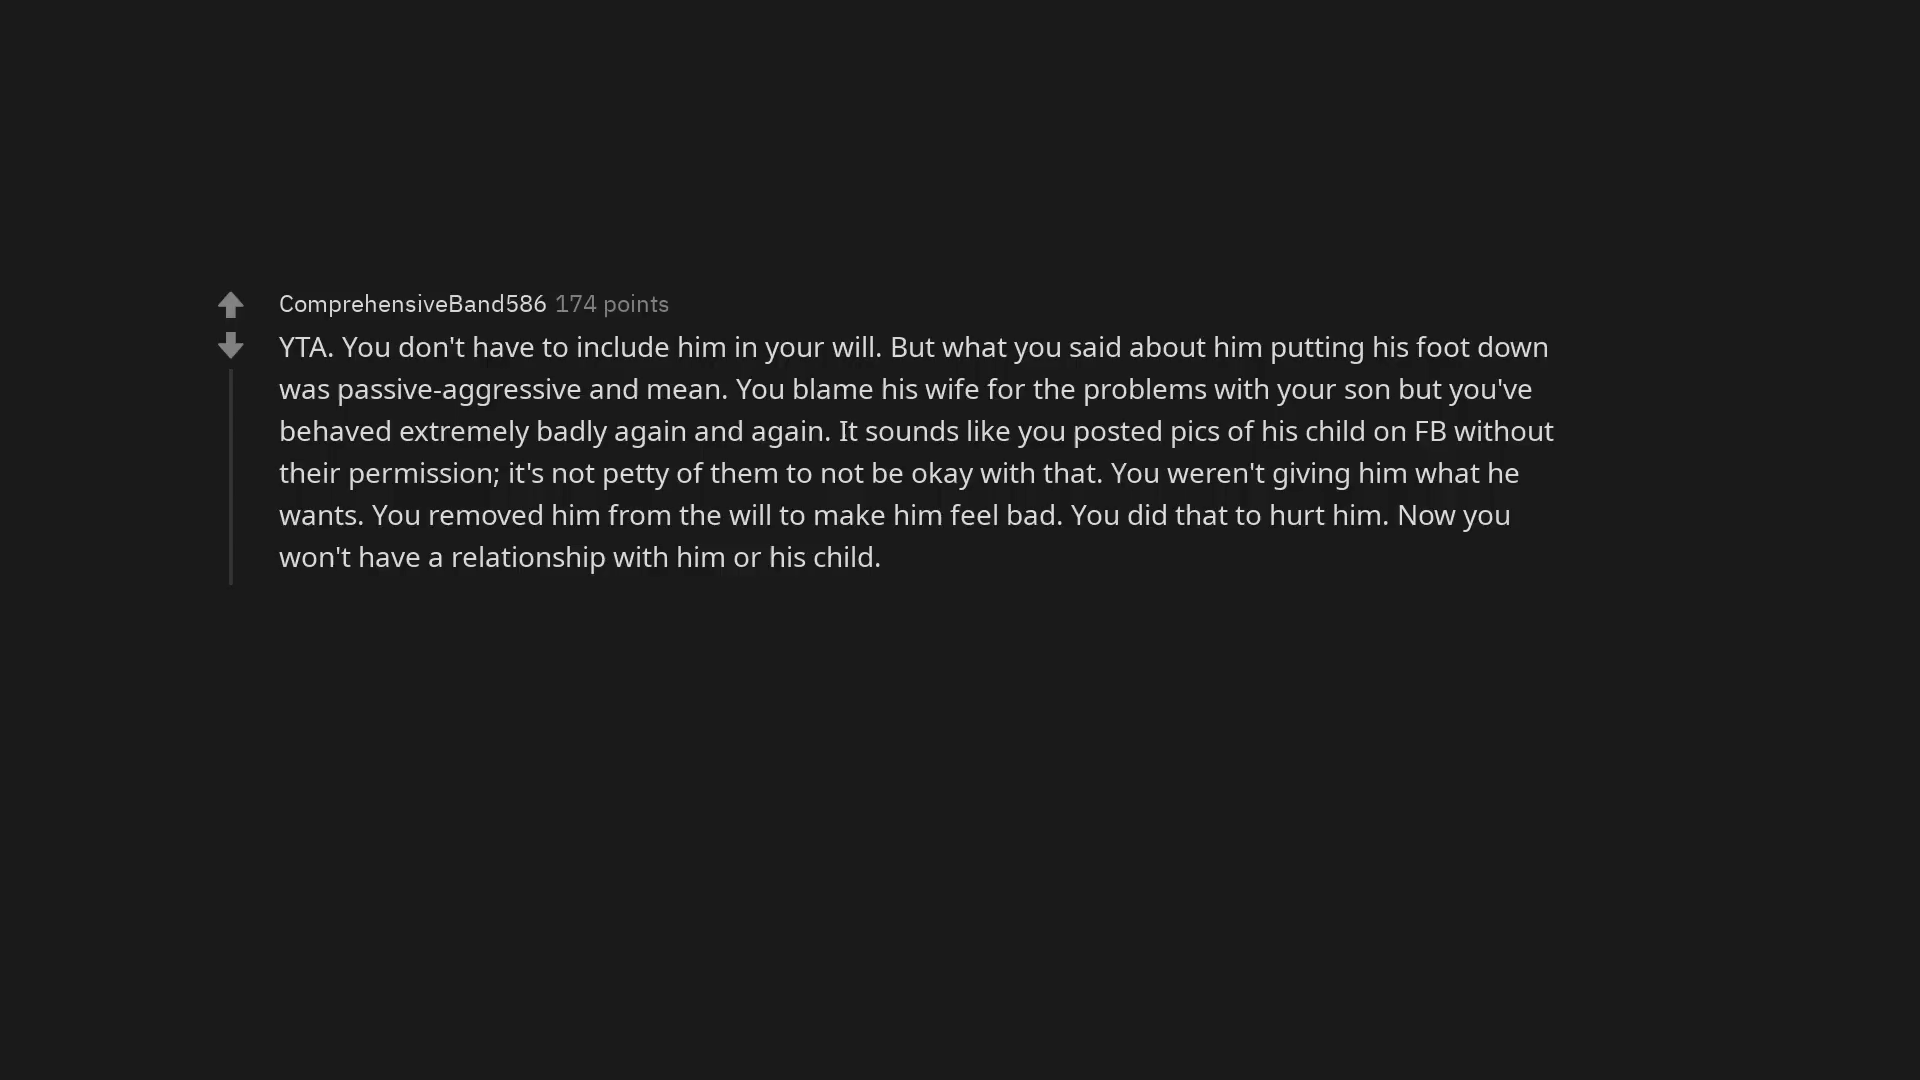 ComprehensiveBand586 174 points
YTA. You don't have to include him in your will. But what you said about him putting his foot down
was passive-aggressive and mean. You blame his wife for the problems with your son but you've
behaved extremely badly again and again. It sounds like you posted pics of his child on FB without
their permission; it's not petty of them to not be okay with that. You weren't giving him what he
wants. You removed him from the will to make him feel bad. You did that to hurt him. Now you
won't have a relationship with him or his child.